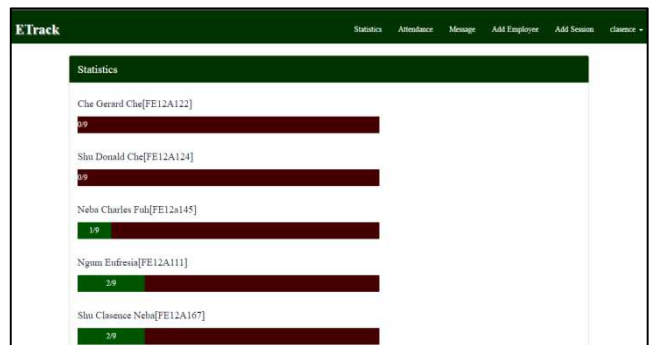 ETrack
Statistics Attendance Message Add Employee Add Session clasence
Statistics
Che Gerard Che[FE12A122]
0/9
Shu Donald Che[FE12A124]
0/9
Neba Charles Fuh[FE12a145]
1/9
Ngum Eufresia[FE12A111]
2/9
Shu Clasence Neba[FE12A167]
2/9